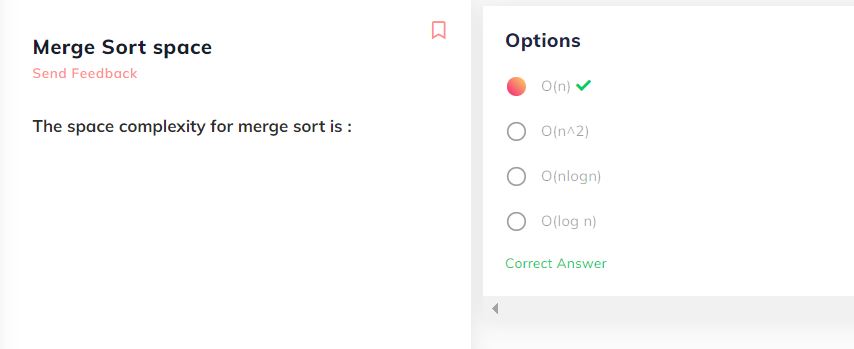 Merge Sort space
Send Feedback
The space complexity for merge sort is :
Options
O(n)
O(n^2)
O(nlogn)
O(log n)
Correct Answer